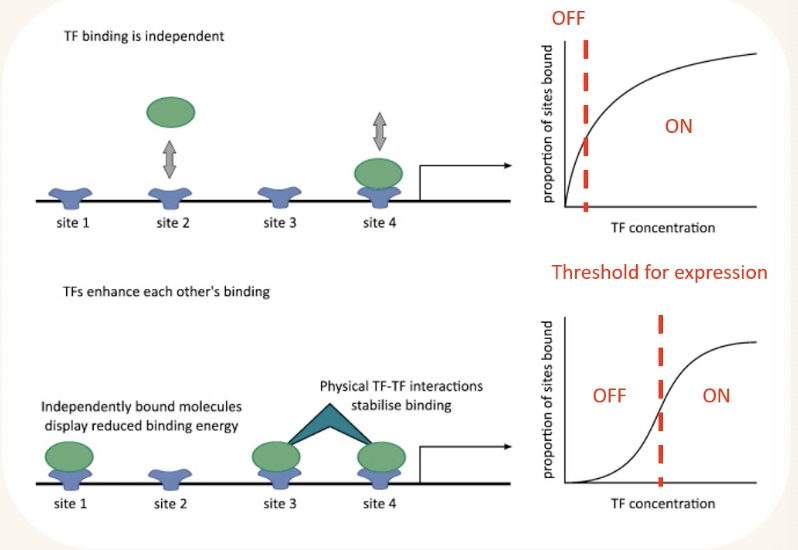 TF binding is independent
site 1
site 2
site 3
site 4
OFF
ON
proportion of sites bound
TF concentration
Threshold for expression
TFs enhance each other's binding
Independently bound molecules
display reduced binding energy
Physical TF-TF interactions
stabilise binding
site 1
site 2
site 3
site 4
OFF
ON
proportion of sites bound
TF concentration